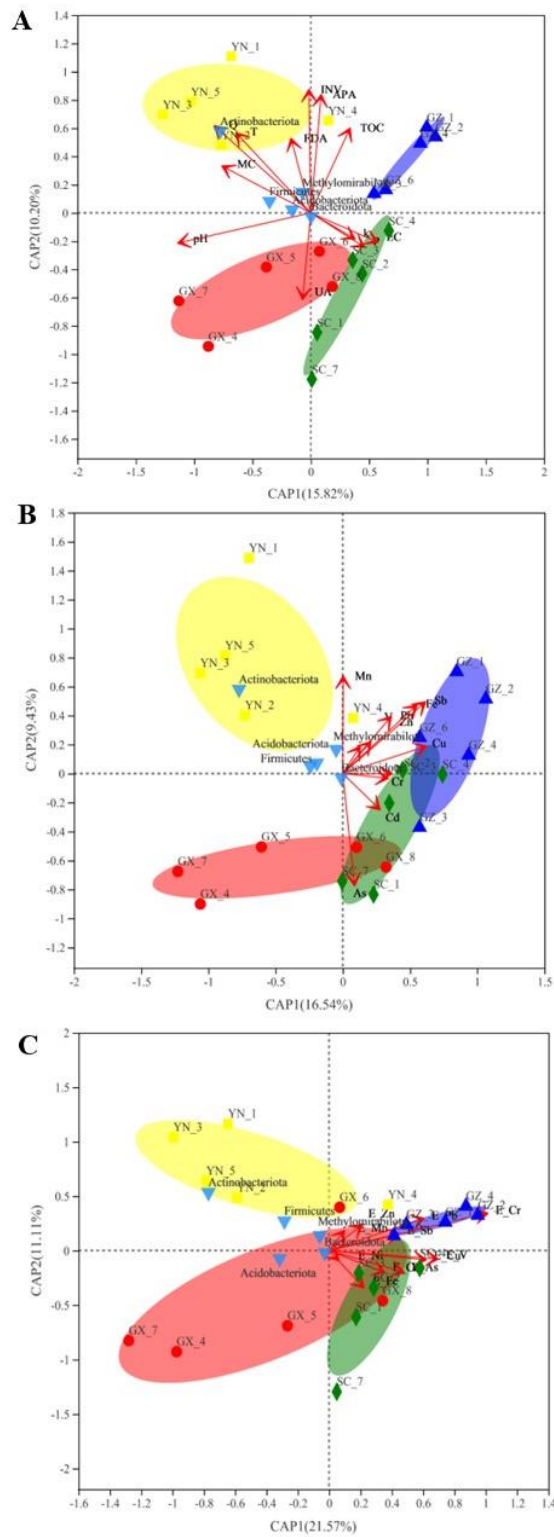 A
1.4
1.2
1
0.8
0.6
0.4
0.2
0
-0.2
-0.4
-0.6
-0.8
-1
-1.2
-1.4
-1.6
CAP2(10.20%)
YN_1
YN_5
YN_3
YN_4
INV
APA
TOC
FDA
Q
T
MC
pH
UA
EC
Actinobacteriota
Methylomirabilota
Firmicutes
Acidobacteriota
Bacteroidota
GZ_1
GZ_2
GZ_6
SC_4
SC_2
SC_1
SC_7
GX_6
GX_5
GX_8
GX_7
GX_4
-2 -1.5 -1 -0.5 0 0.5 1 1.5 2
CAP1(15.82%)
B
1.8
1.6
1.4
1.2
1
0.8
0.6
0.4
0.2
0
-0.2
-0.4
-0.6
-0.8
-1
-1.2
CAP2(9.43%)
YN_1
YN_5
YN_3
YN_2
YN_4
Actinobacteriota
Acidobacteriota
Firmicutes
Methylomirabilota
Bacteroidota
Mn
Sb
Cu
Cr
Cd
As
GZ_1
GZ_2
GZ_6
GZ_4
GZ_3
SC_4
SC_7
SC_1
GX_5
GX_6
GX_7
GX_8
GX_4
-2 -1.5 -1 -0.5 0 0.5 1 1.5
CAP1(16.54%)
C
2
1.5
1
0.5
0
-0.5
-1
-1.5
-2
CAP2(11.11%)
YN_1
YN_3
YN_5
YN_2
YN_4
Actinobacteriota
Firmicutes
Methylomirabilota
Bacteroidota
Acidobacteriota
GX_6
GX_5
GX_7
GX_4
GX_8
GZ_4
E_Zn
E_Cr
SC_7
-1.6 -1.4 -1.2 -1 -0.8 -0.6 -0.4 -0.2 0 0.2 0.4 0.6 0.8 1 1.2 1.4
CAP1(21.57%)